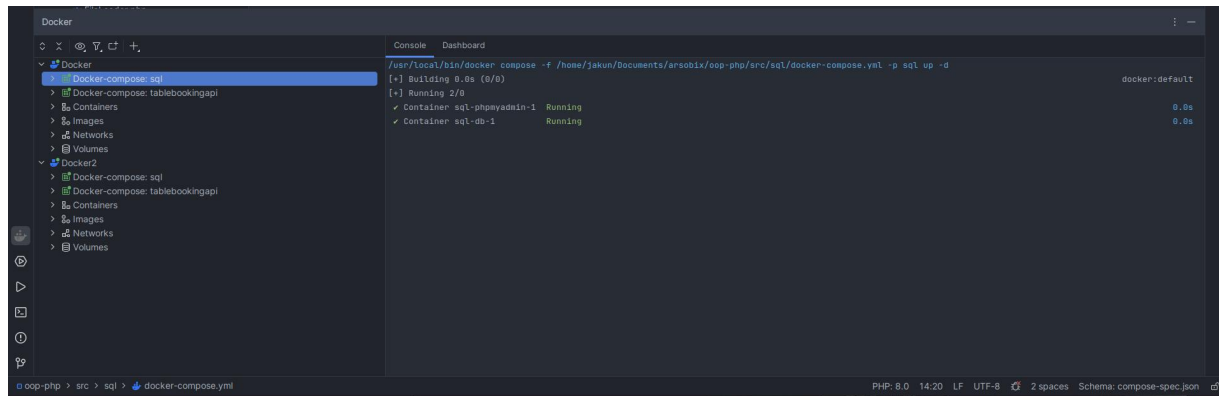 Docker
Docker
Docker-compose: sql
Docker-compose: tablebookingapi
Containers
Images
Networks
Volumes
Docker2
Docker-compose: sql
Docker-compose: tablebookingapi
Containers
Images
Networks
Volumes
Console Dashboard
/usr/local/bin/docker compose -f /home/jakun/Documents/arsobix/oop-php/src/sql/docker-compose.yml -p sql up -d
[+] Building 0.0s (0/0) docker:default
[+] Running 2/0
✔ Container sql-phpmyadmin-1 Running 0.0s
✔ Container sql-db-1 Running 0.0s
oop-php > src > sql > docker-compose.yml PHP: 8.0 14:20 LF UTF-8 2 spaces Schema: compose-spec.json